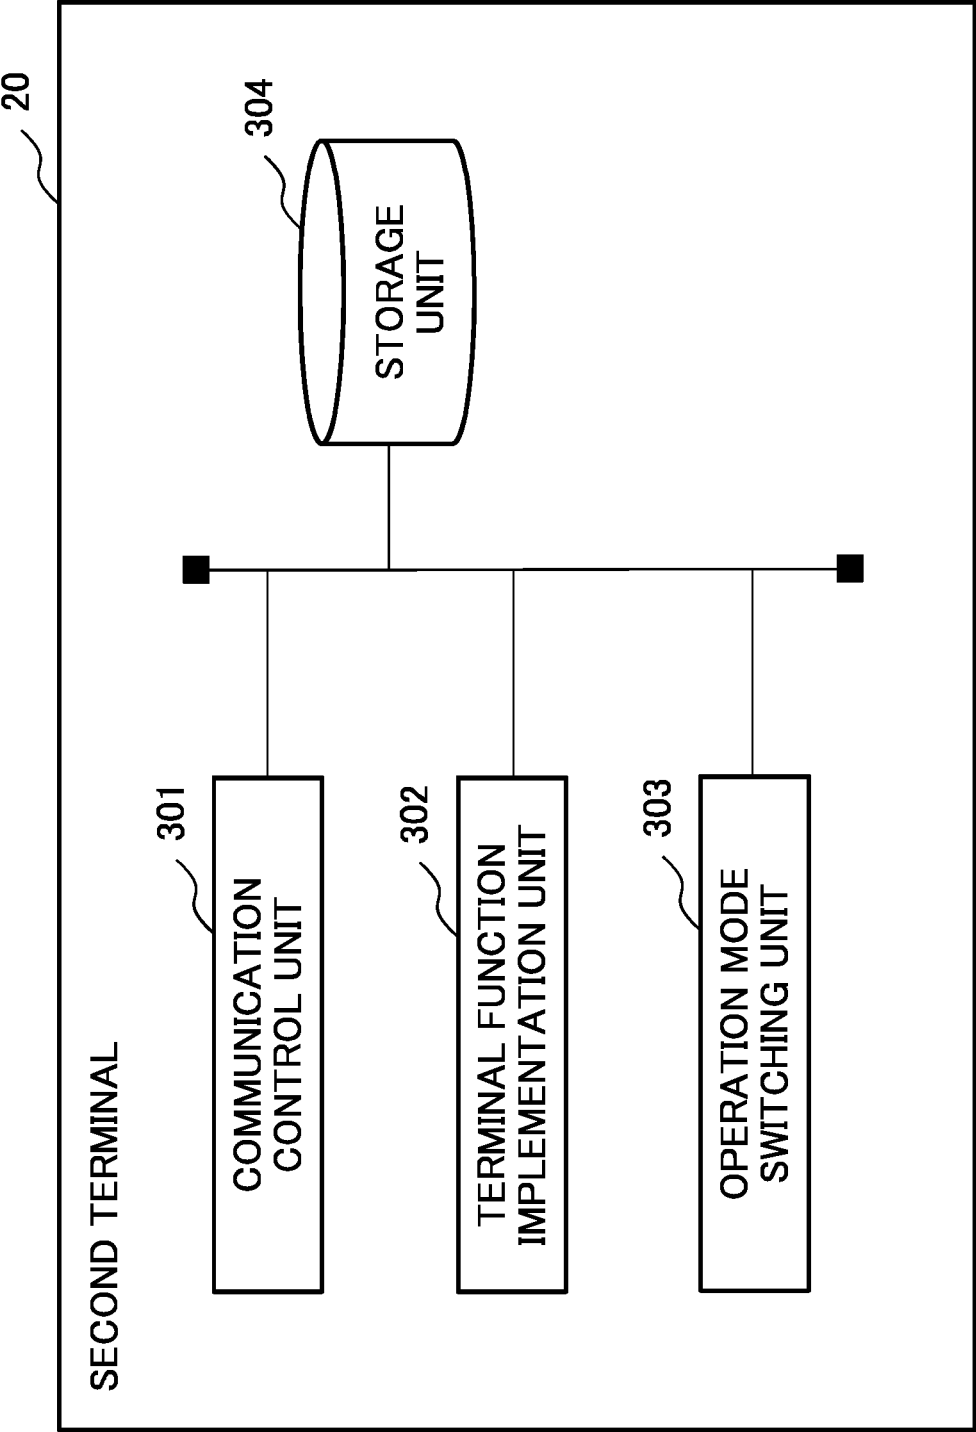 20
SECOND TERMINAL
301
COMMUNICATION
CONTROL UNIT
302
TERMINAL FUNCTION
IMPLEMENTATION UNIT
303
OPERATION MODE
SWITCHING UNIT
304
STORAGE
UNIT